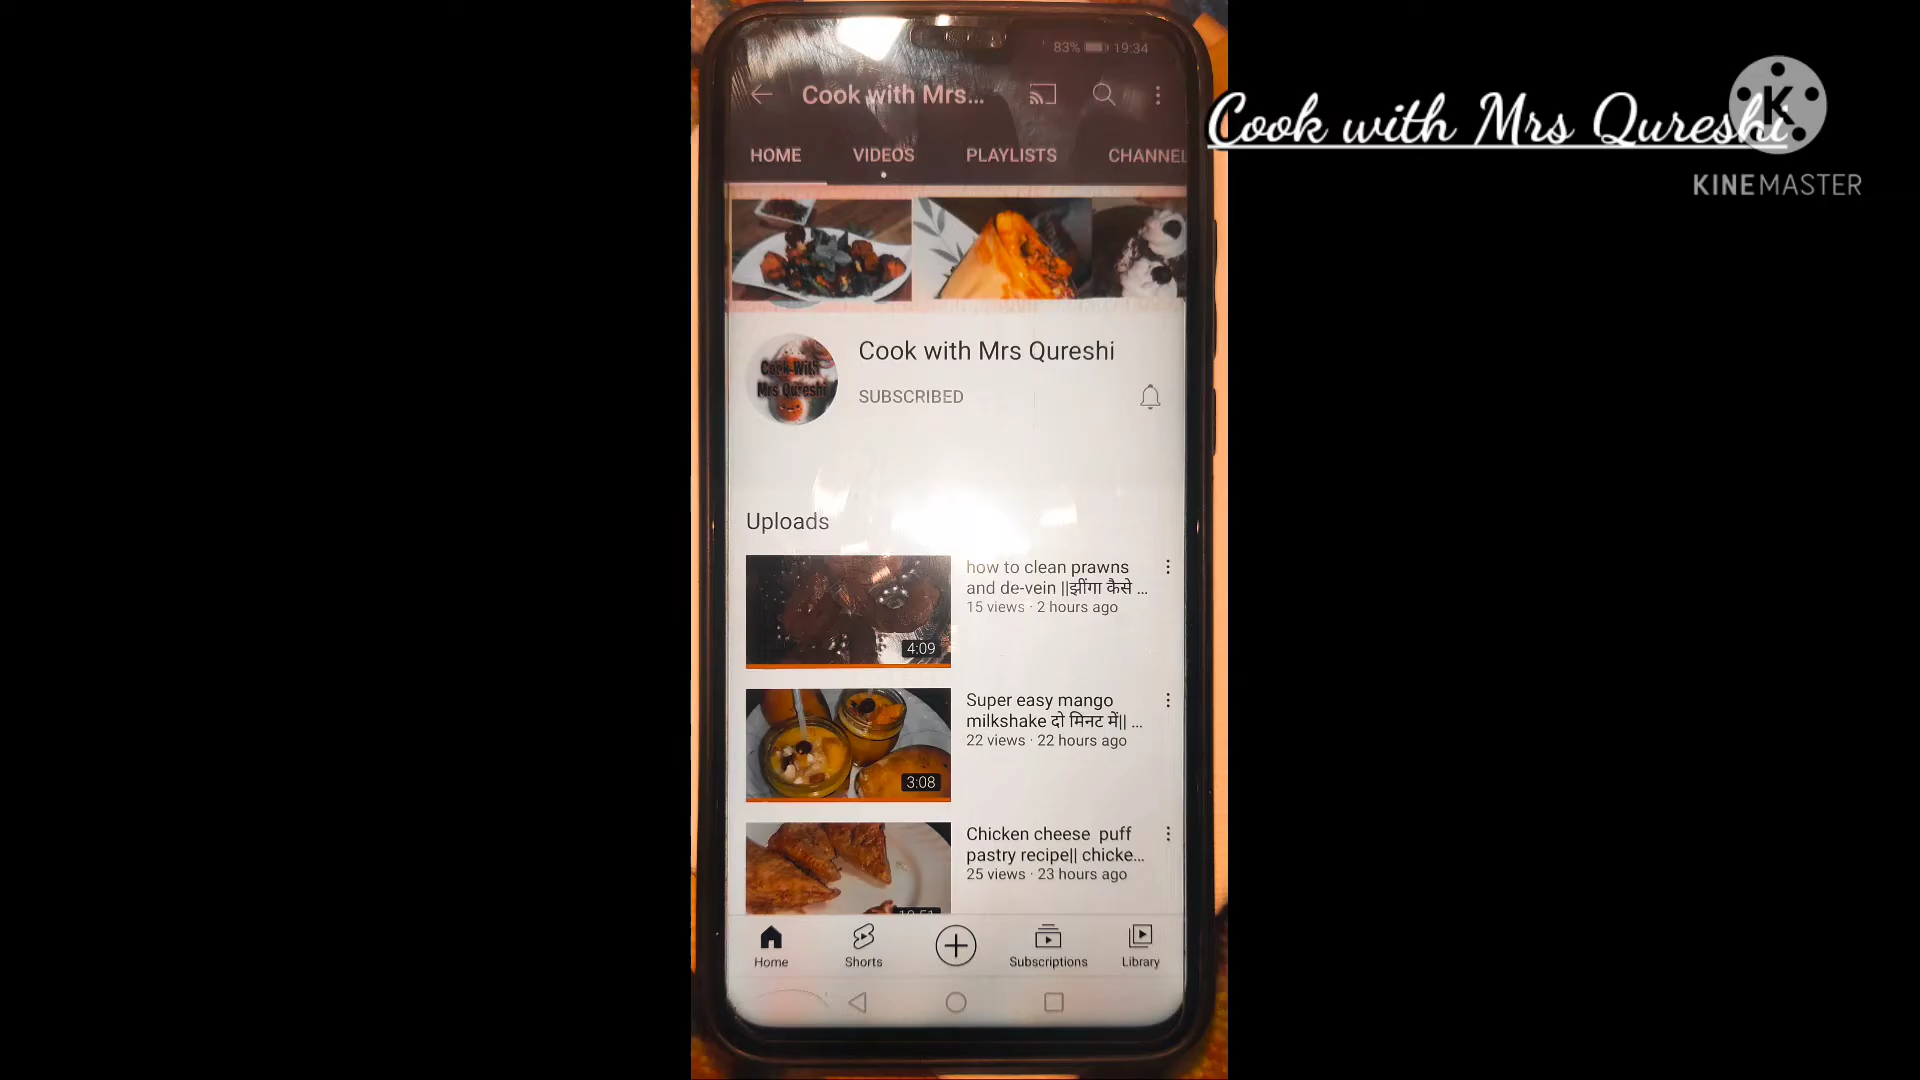 83% 19:34
Cook with Mrs...
HOME VIDEOS PLAYLISTS CHANNEL
Cook with Mrs Qureshi
KINEMASTER
Cook With
Mrs Qureshi
Cook with Mrs Qureshi
SUBSCRIBED
Uploads
how to clean prawns
and de-vein ||झींगा कैसे ...
15 views · 2 hours ago
4:09
Super easy mango
milkshake दो मिनट में|| ...
22 views · 22 hours ago
3:08
Chicken cheese puff
pastry recipe|| chicke...
25 views · 23 hours ago
Home Shorts Subscriptions Library